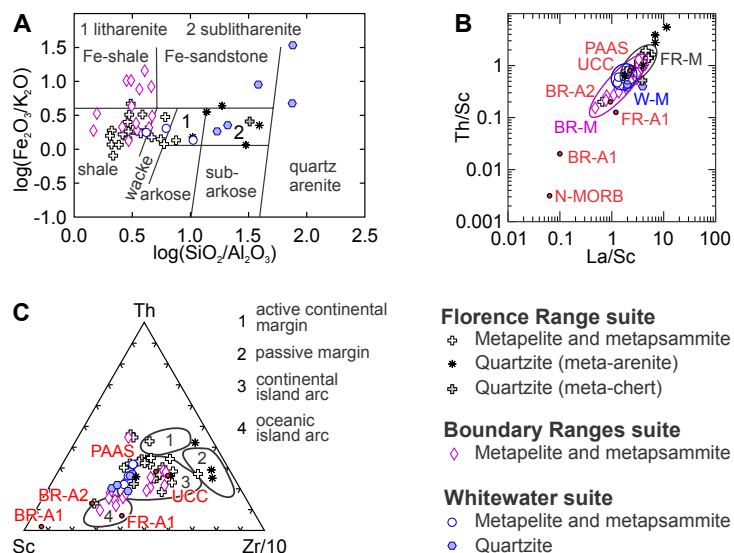 A
1 litharenite
2 sublitharenite
Fe-shale
Fe-sandstone
2.0
1.5
1.0
0.5
0.0
-0.5
-1.0
log(Fe2O3/K2O)
1
2
shale
wacke
arkose
sub-
arkose
quartz
arenite
0.0
0.5
1.0
1.5
2.0
2.5
log(SiO2/Al2O3)
B
Th/Sc
1
0.1
0.01
1
PAAS
UCC
FR-M
BR-A2
W-M
BR-M
FR-A1
BR-A1
N-MORB
0.01
0.1
1
10
100
La/Sc
C
Th
1 active continental
margin
2 passive margin
3 continental
island arc
4 oceanic
island arc
PAAS
1
2
3
4
UCC
BR-A2
BR-A1
FR-A1
Sc
Zr/10
Florence Range suite
Metapelite and metapsammite
Quartzite (meta-arenite)
Quartzite (meta-chert)
Boundary Ranges suite
Metapelite and metapsammite
Whitewater suite
Metapelite and metapsammite
Quartzite